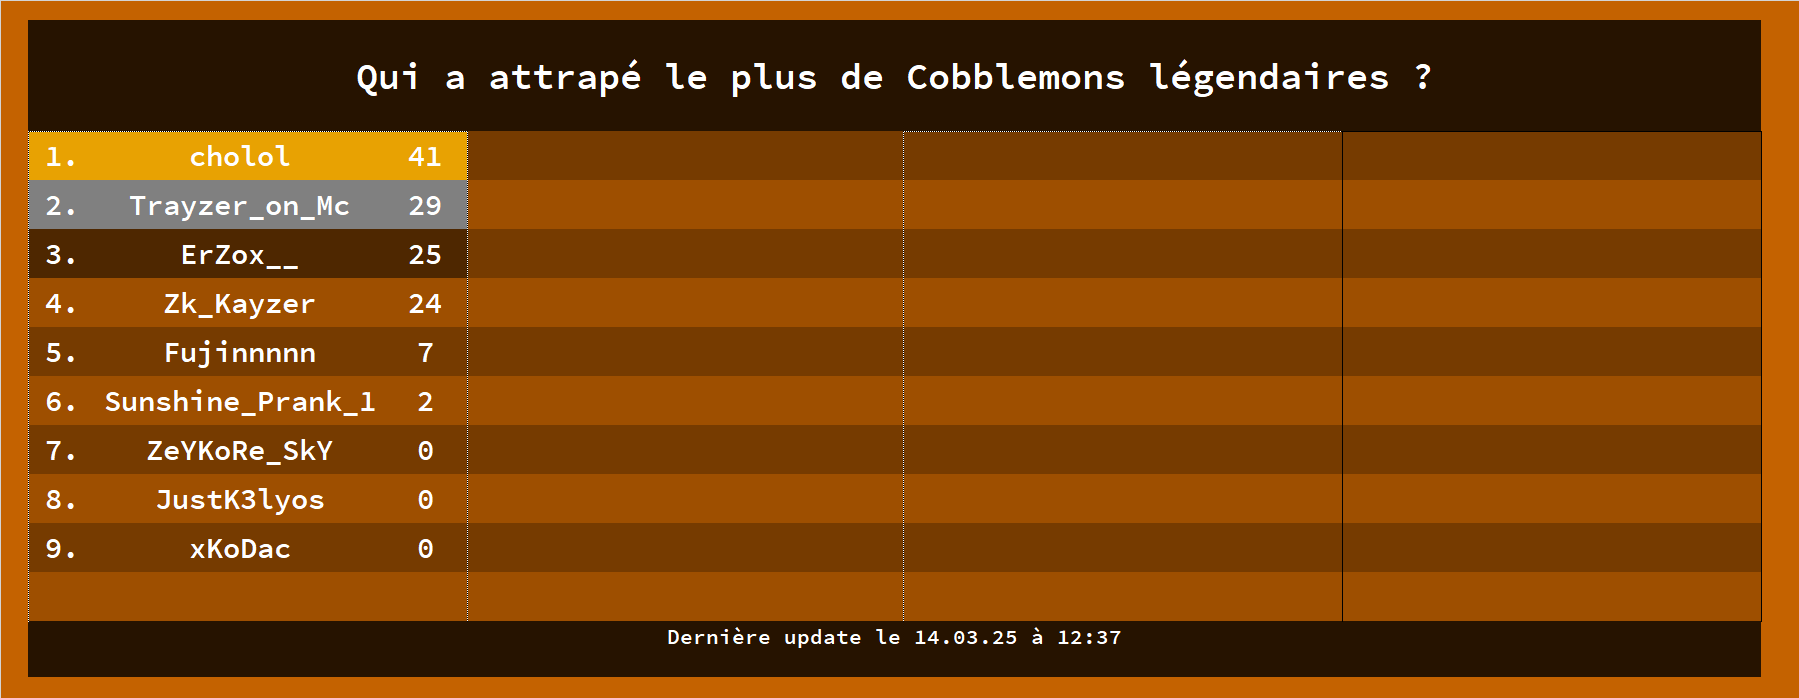 Qui a attrapé le plus de Cobblemons légendaires ?
1. cholol 41
2. Trayzer_on_Mc 29
3. ErZox__ 25
4. Zk_Kayzer 24
5. Fujinnnnn 7
6. Sunshine_Prank_1 2
7. ZeYKoRe_SkY 0
8. JustK3lyos 0
9. xKoDac 0
Dernière update le 14.03.25 à 12:37